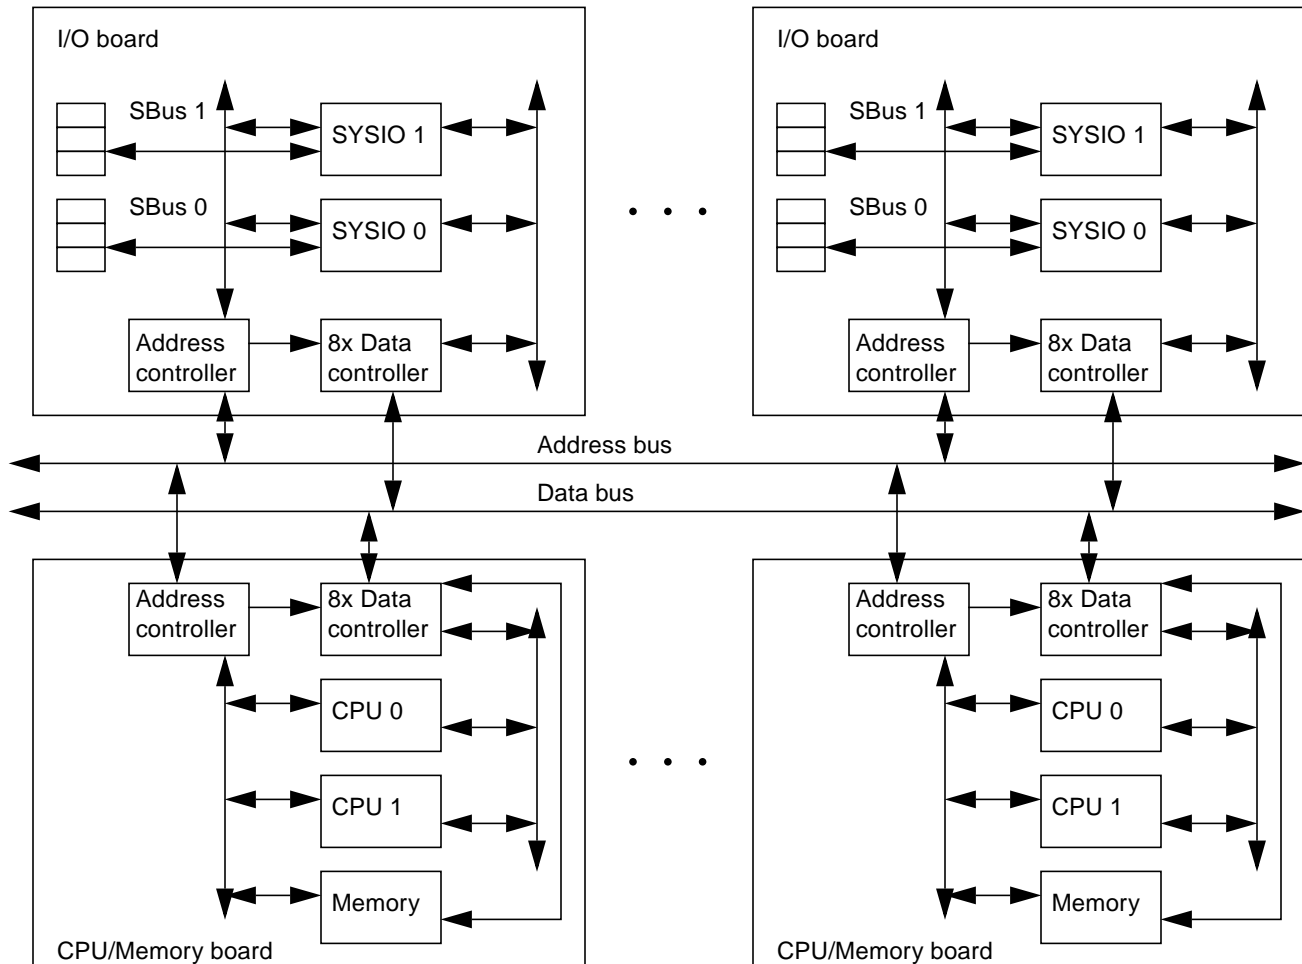 I/O board
SBus 1
SYSIO 1
SBus 0
SYSIO 0
Address
controller
8x Data
controller
I/O board
SBus 1
SYSIO 1
SBus 0
SYSIO 0
Address
controller
8x Data
controller
. . .
Address bus
Data bus
Address
controller
8x Data
controller
CPU 0
CPU 1
Memory
CPU/Memory board
. . .
Address
controller
8x Data
controller
CPU 0
CPU 1
Memory
CPU/Memory board